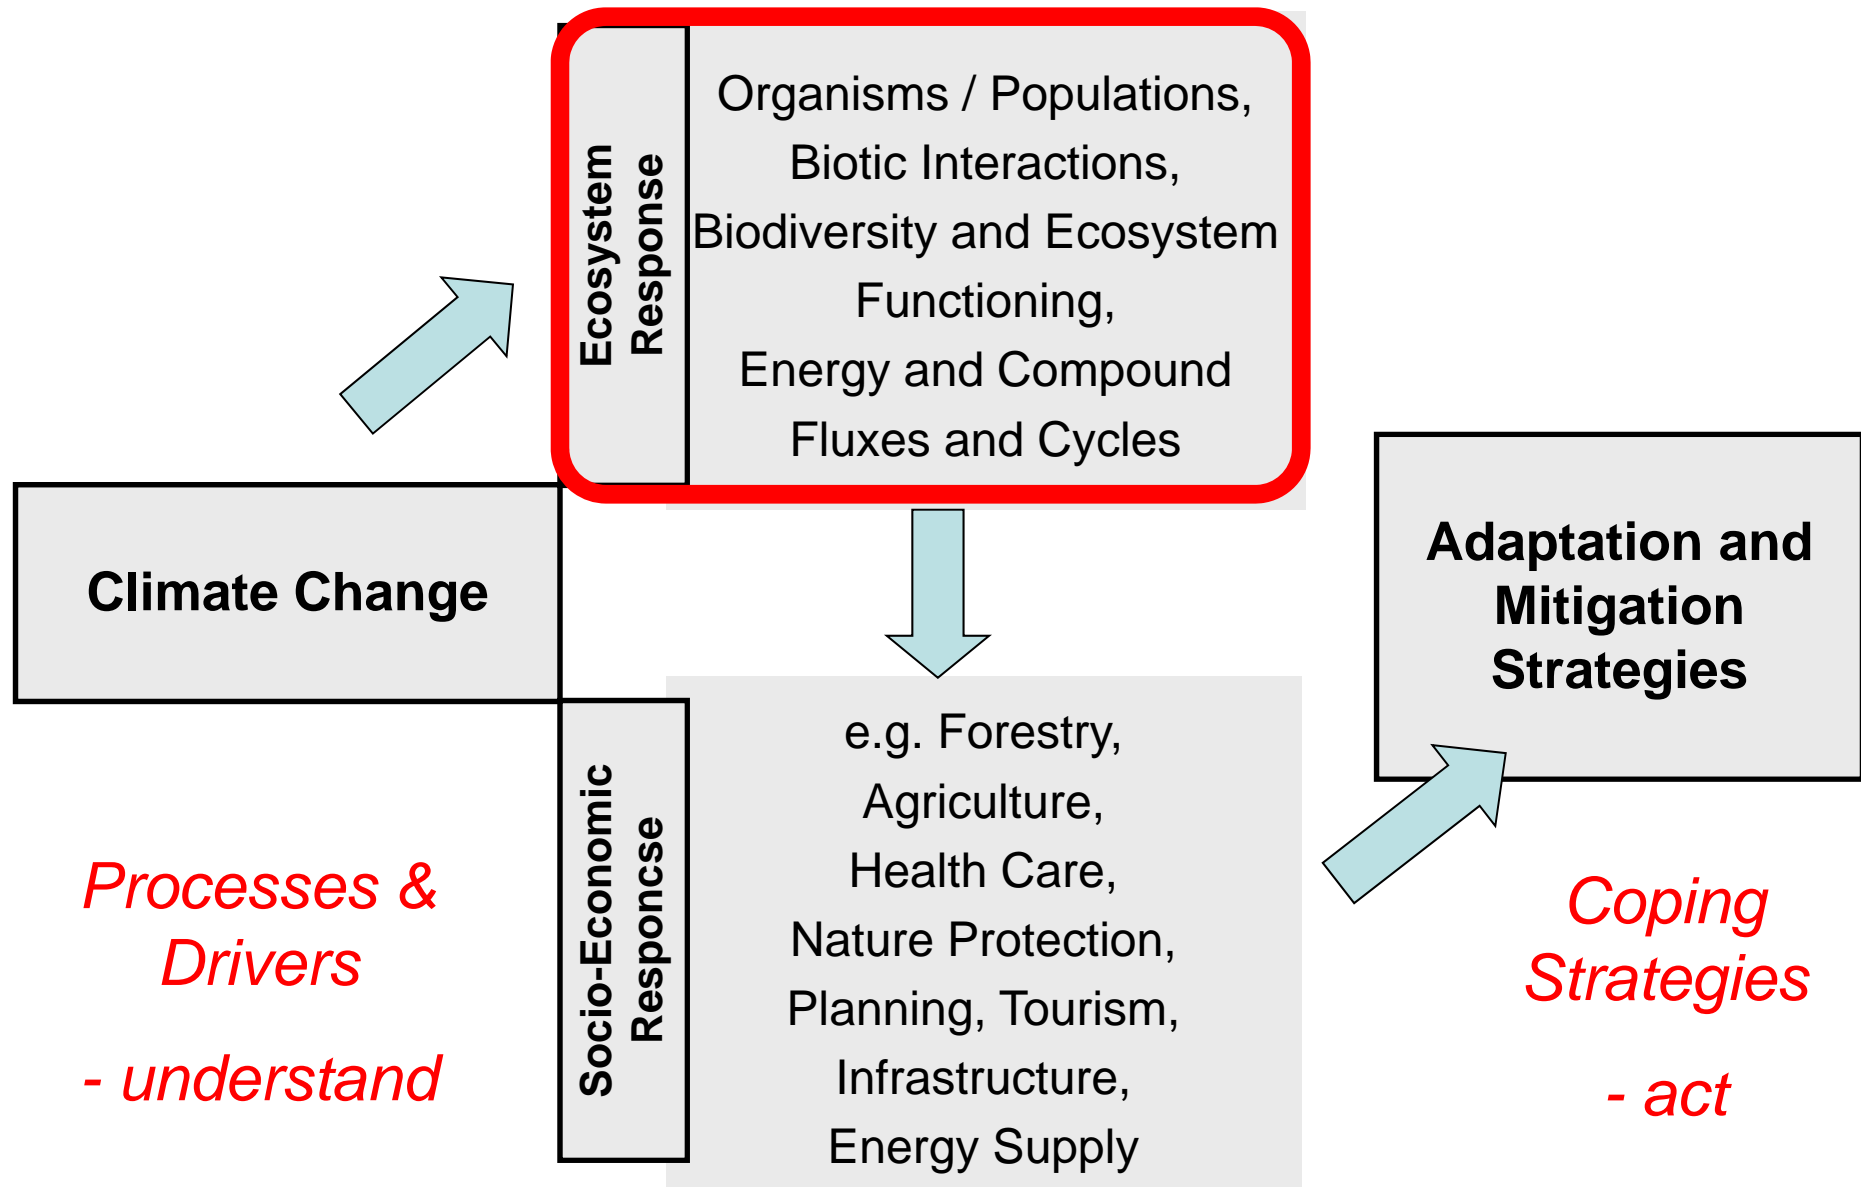 Ecosystem
Response
Organisms / Populations,
Biotic Interactions,
Biodiversity and Ecosystem
Functioning,
Energy and Compound
Fluxes and Cycles
Climate Change
Adaptation and
Mitigation
Strategies
Socio-Economic
Responcse
e.g. Forestry,
Agriculture,
Health Care,
Nature Protection,
Planning, Tourism,
Infrastructure,
Energy Supply
Processes &
Drivers
- understand
Coping
Strategies
- act